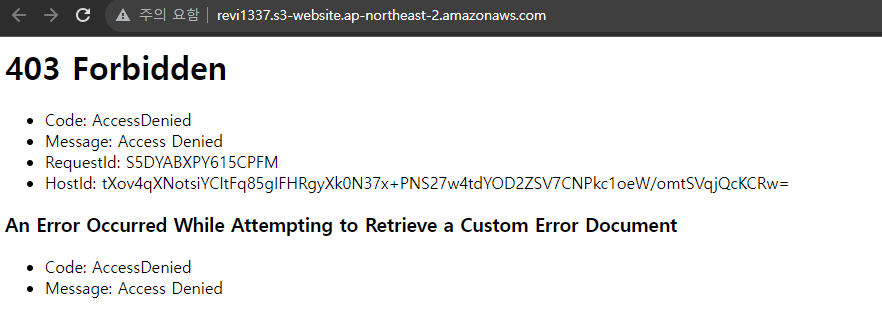 주의 요함 revi1337.s3-website.ap-northeast-2.amazonaws.com
403 Forbidden
Code: AccessDenied
Message: Access Denied
RequestId: S5DYABXPY615CPFM
HostId: tXov4qXNotsiYCItFq85gIFHRgyXk0N37x+PNS27w4tdYOD2ZSV7CNPkc1oeW/omtSVqjQcKCRw=
An Error Occurred While Attempting to Retrieve a Custom Error Document
Code: AccessDenied
Message: Access Denied